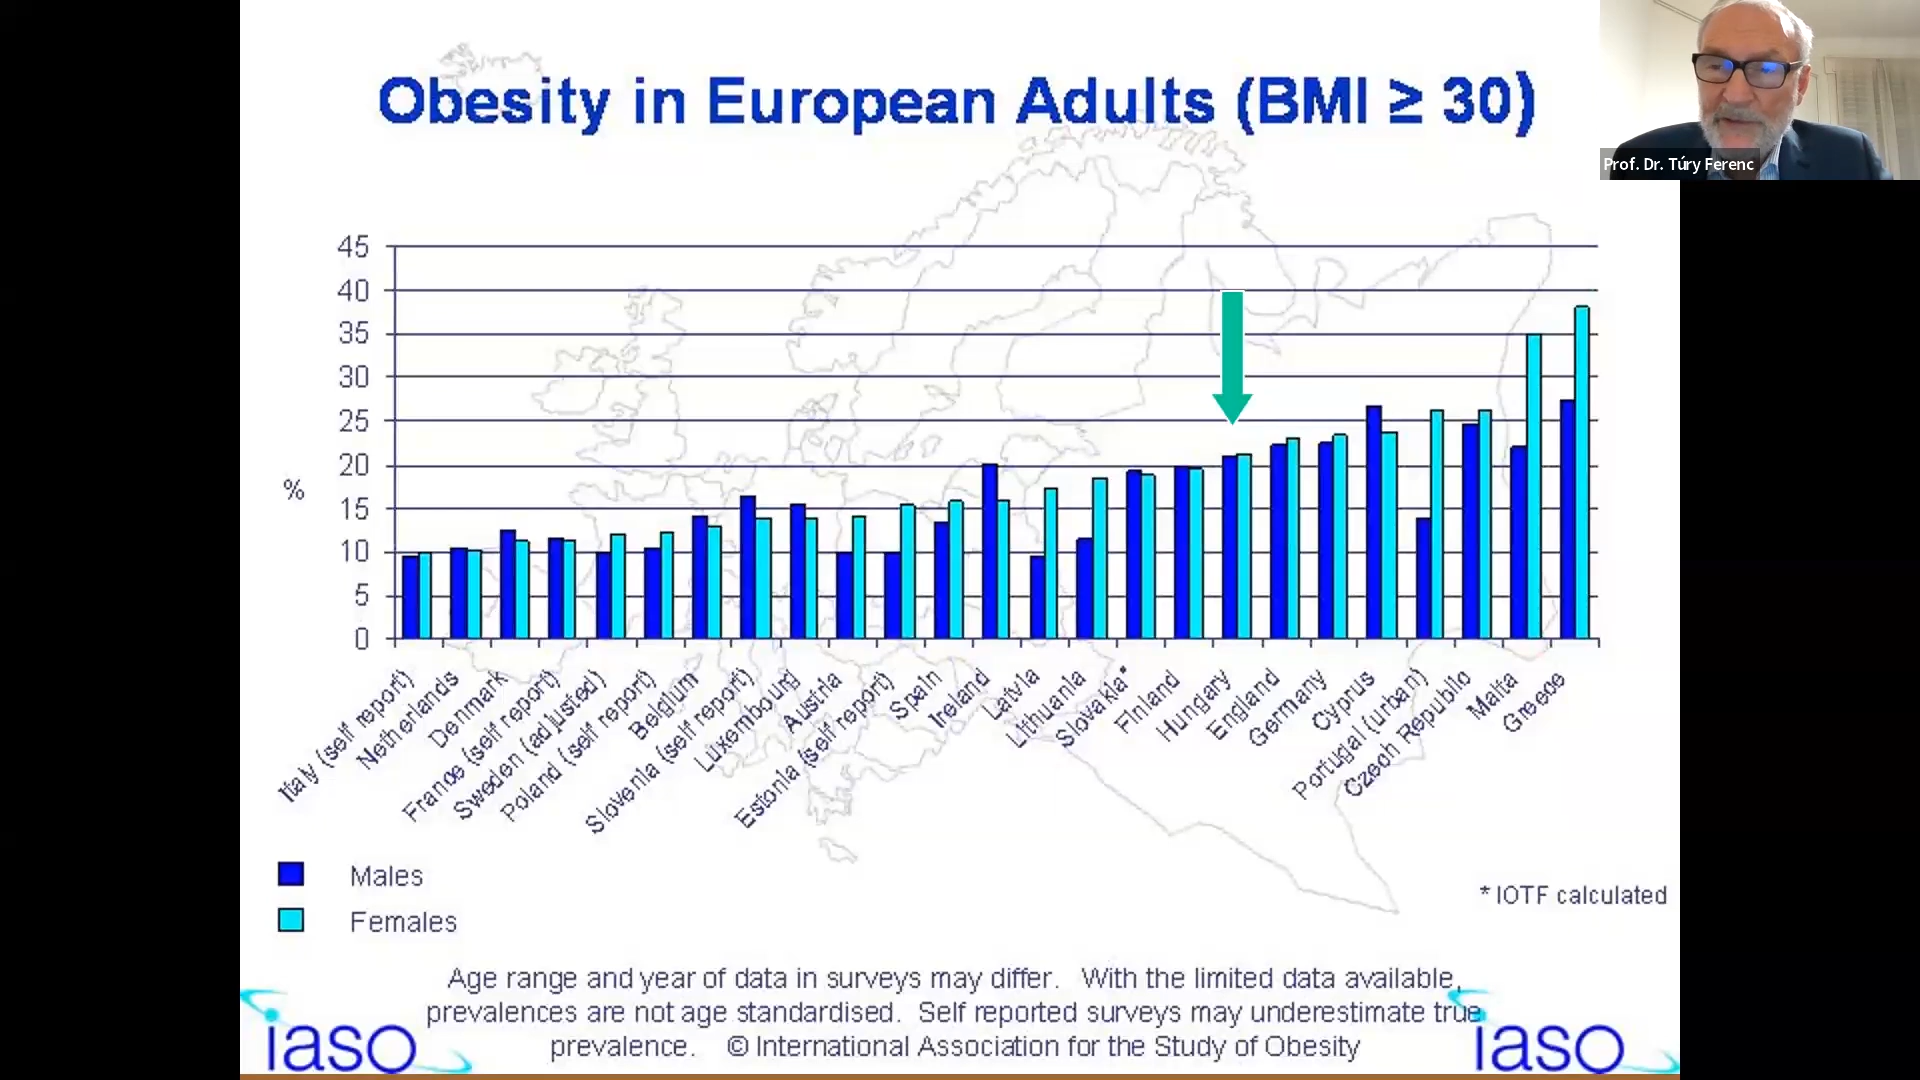 Obesity in European Adults (BMI ≥ 30)
Prof. Dr. Túry Ferenc
45
40
35
30
25
20
15
10
5
0
%
Italy (self report)
Netherlands
Denmark
France (self report)
Sweden (adjusted)
Poland (self report)
Belgium
Slovenia (self report)
Luxembourg
Austria
Estonia (self report)
Spain
Ireland
Latvia
Lithuania
Slovakia*
Finland
Hungary
England
Germany
Cyprus
Portugal (urban)
Czech Republic
Malta
Greece
Males
Females
* IOTF calculated
Age range and year of data in surveys may differ. With the limited data available,
prevalences are not age standardised. Self reported surveys may underestimate true
prevalence. © International Association for the Study of Obesity
iaso
iaso